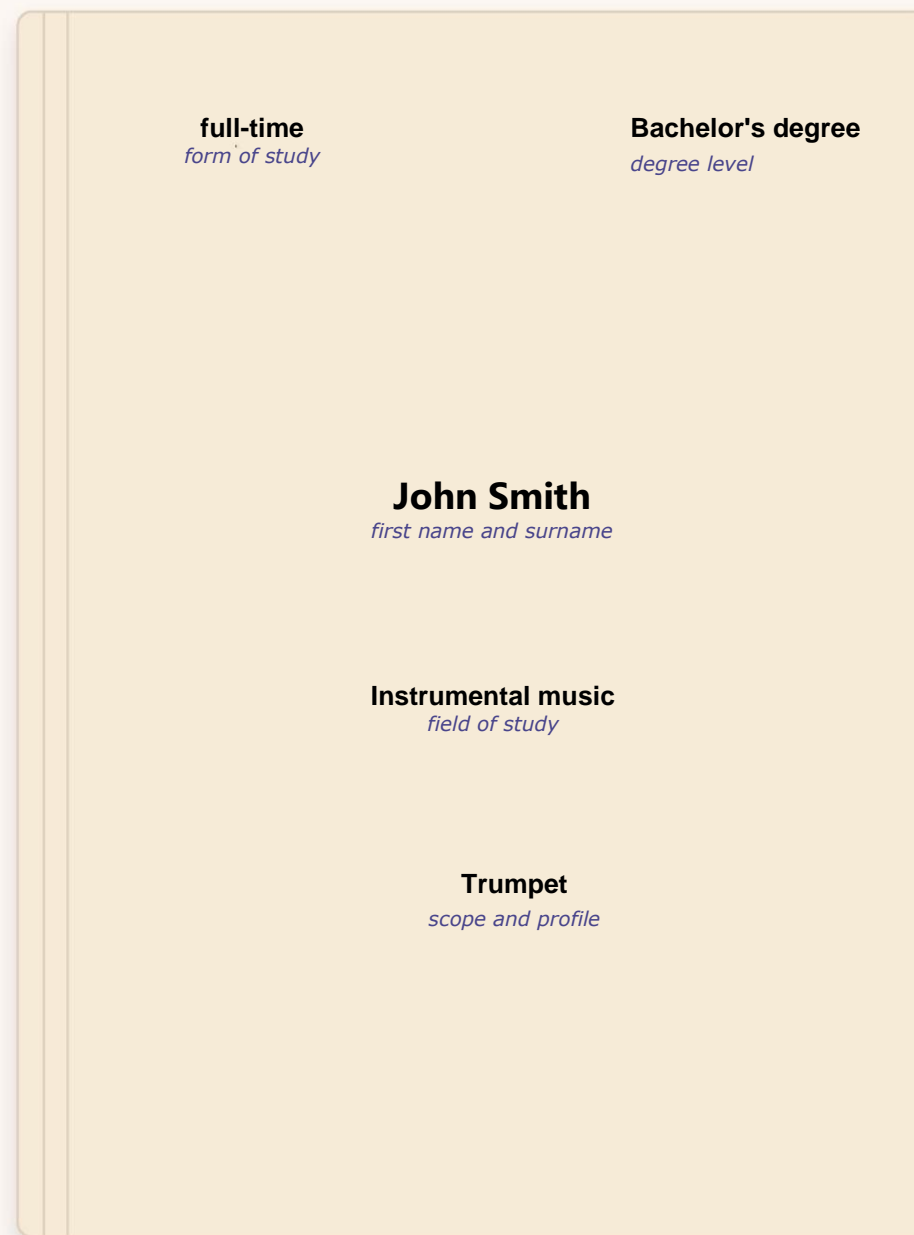 full-time
form of study
Bachelor's degree
degree level
John Smith
first name and surname
Instrumental music
field of study
Trumpet
scope and profile